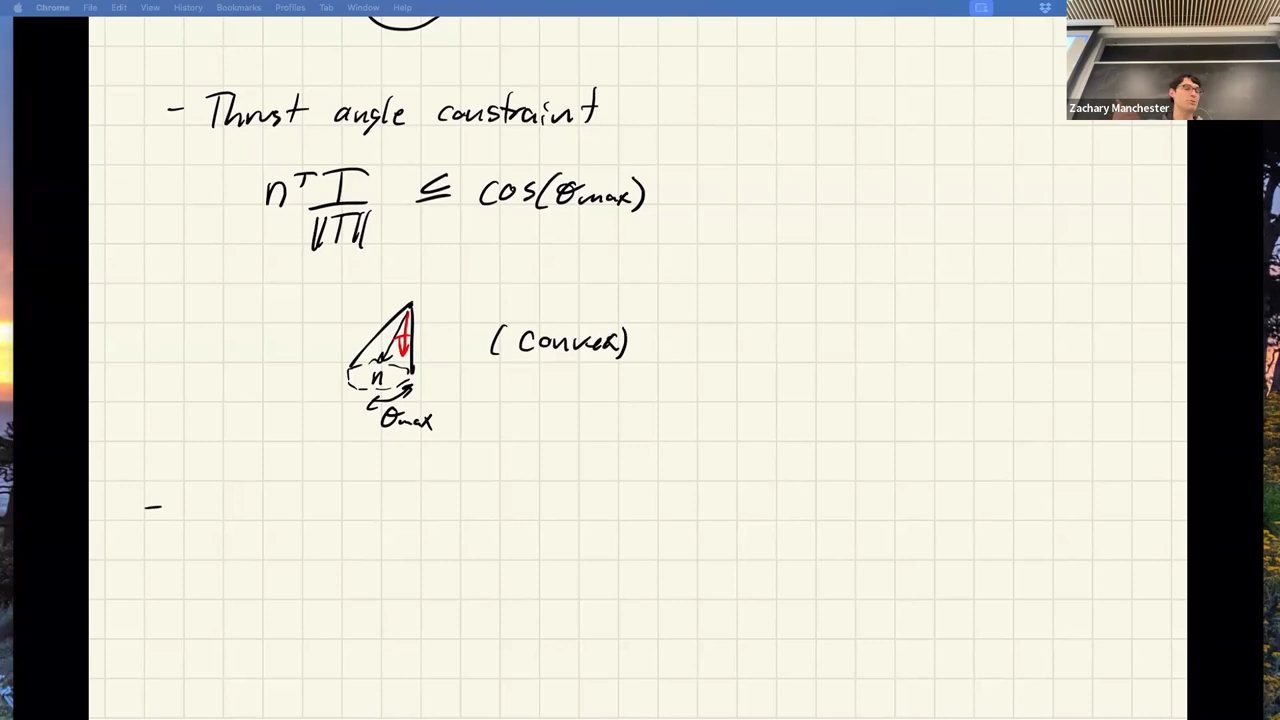 Chrome File Edit View History Bookmarks Profiles Tab Window Help
Zachary Manchester
- Thrust angle constraint
n^T T / ||T|| ≤ cos(θmax)
(convex)
n
θmax
-